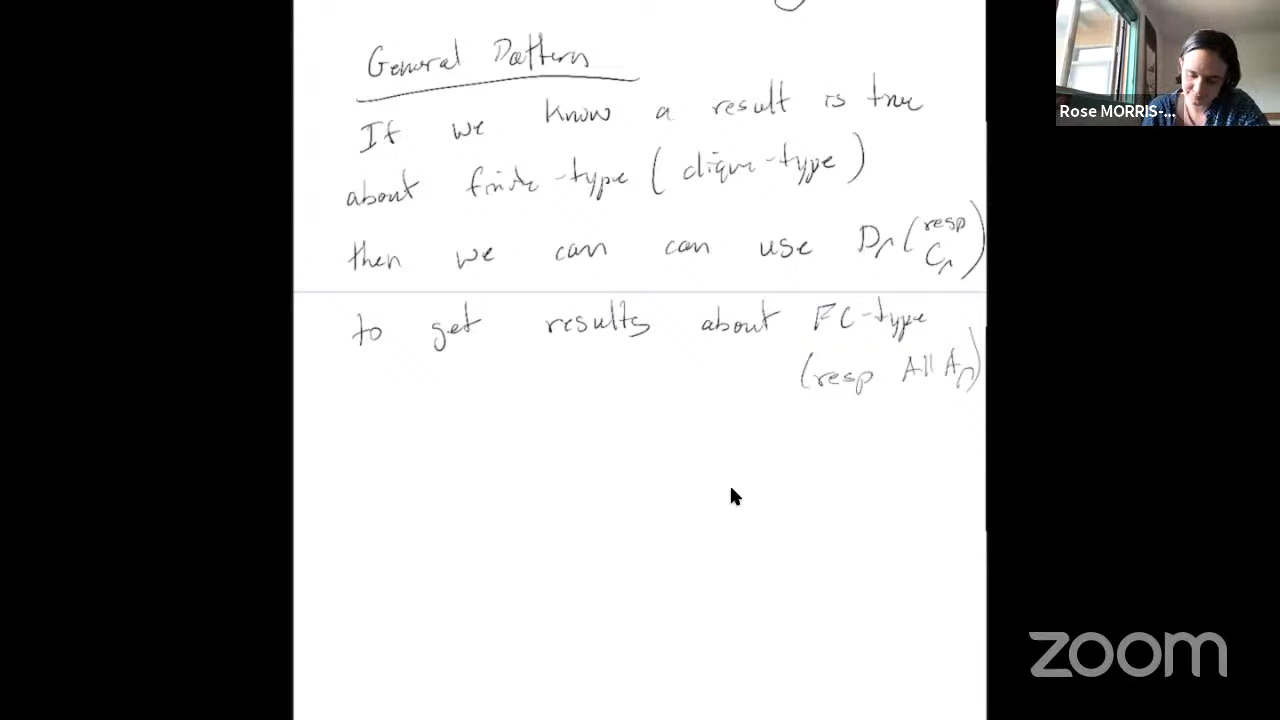 General Pattern
If we know a result is true
about finite-type (clique-type)
then we can can use D_Γ (resp C_Γ)
to get results about FC-type
(resp All A_Γ)
Rose MORRIS-...
zoom